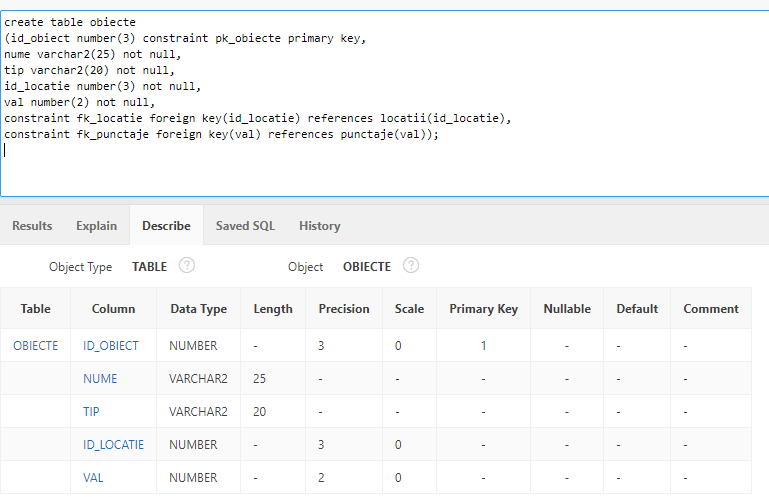 create table obiecte
(id_obiect number(3) constraint pk_obiecte primary key,
nume varchar2(25) not null,
tip varchar2(20) not null,
id_locatie number(3) not null,
val number(2) not null,
constraint fk_locatie foreign key(id_locatie) references locatii(id_locatie),
constraint fk_punctaje foreign key(val) references punctaje(val));
Results Explain Describe Saved SQL History
Object Type TABLE ? Object OBIECTE ?
Table Column Data Type Length Precision Scale Primary Key Nullable Default Comment
OBIECTE ID_OBIECT NUMBER - 3 0 1 - - -
NUME VARCHAR2 25 - - - - - -
TIP VARCHAR2 20 - - - - - -
ID_LOCATIE NUMBER - 3 0 - - - -
VAL NUMBER - 2 0 - - - -